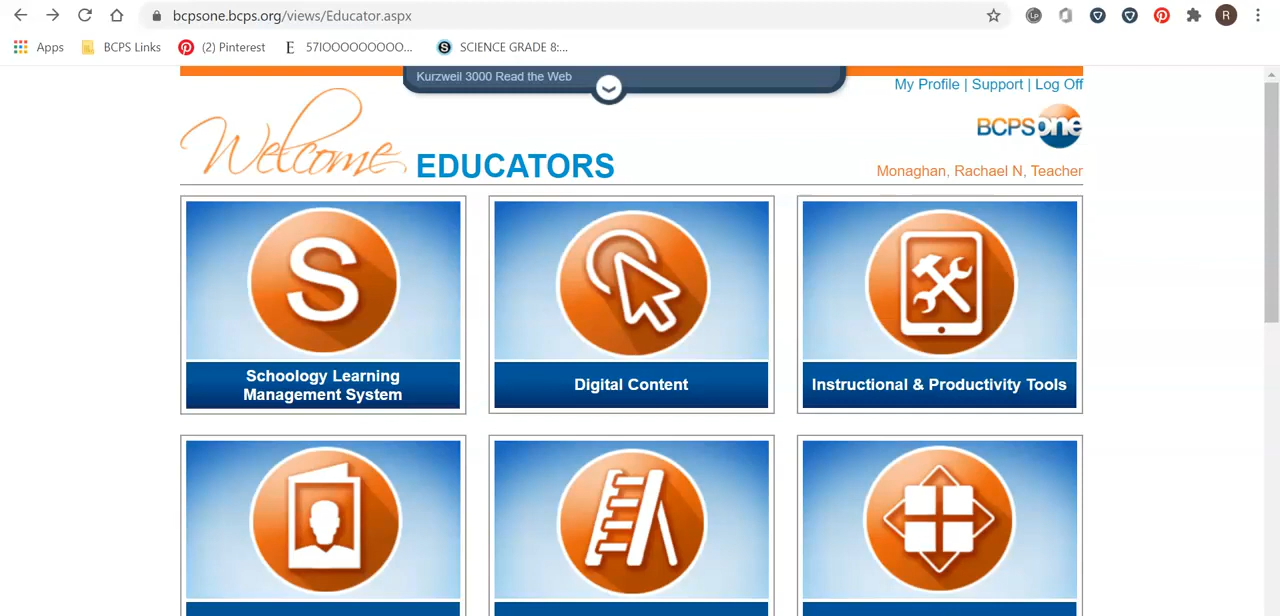 bcpsone.bcps.org/views/Educator.aspx
LP
R
Apps
BCPS Links
(2) Pinterest
E 57IOOOOOOOOO...
S SCIENCE GRADE 8:...
Kurzweil 3000 Read the Web
My Profile | Support | Log Off
BCPSone
Welcome EDUCATORS
Monaghan, Rachael N, Teacher
S
Schoology Learning
Management System
Digital Content
Instructional & Productivity Tools